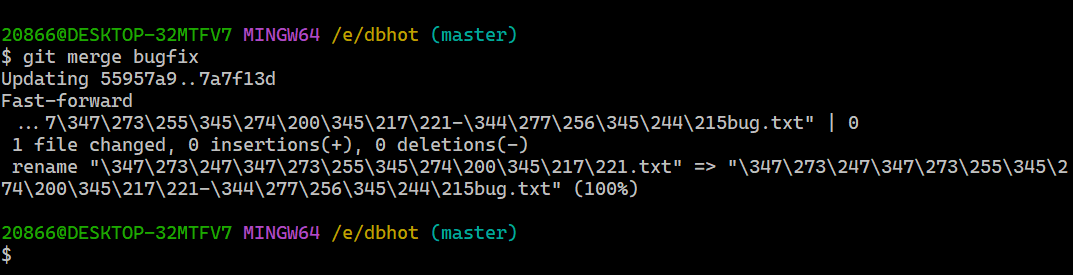 20866@DESKTOP-32MTFV7 MINGW64 /e/dbhot (master)
$ git merge bugfix
Updating 55957a9..7a7f13d
Fast-forward
 ...7\347\273\255\345\274\200\345\217\221-\344\277\256\345\244\215bug.txt" | 0
 1 file changed, 0 insertions(+), 0 deletions(-)
 rename "\347\273\247\347\273\255\345\274\200\345\217\221.txt" => "\347\273\247\347\273\255\345\2
74\200\345\217\221-\344\277\256\345\244\215bug.txt" (100%)
20866@DESKTOP-32MTFV7 MINGW64 /e/dbhot (master)
$